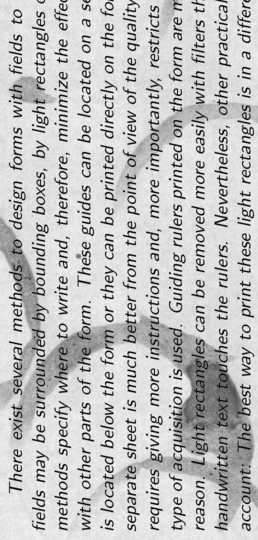 There exist several methods to design forms with fields to
fields may be surrounded by bounding boxes, by light rectangles
methods specify where to write and, therefore, minimize the effec
with other parts of the form. These guides can be located on a se
is located below the form or they can be printed directly on the fo
separate sheet is much better from the point of view of the quality
requires giving more instructions and, more importantly, restricts
type of acquisition is used. Guiding rulers printed on the form are
reason. Light rectangles can be removed more easily with filters th
handwritten text touches the rulers. Nevertheless, other practical
account: The best way to print these light rectangles is in a differe